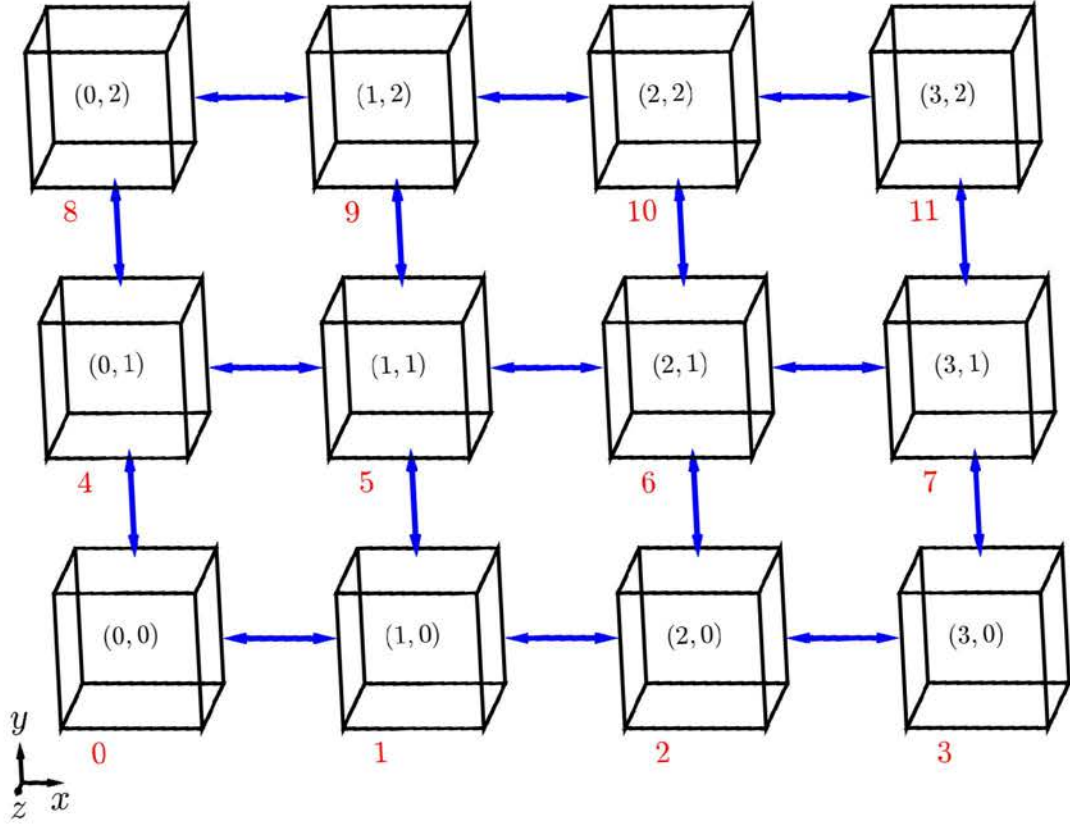 (0, 2) (1, 2) (2, 2) (3, 2)
8 9 10 11
(0, 1) (1, 1) (2, 1) (3, 1)
4 5 6 7
(0, 0) (1, 0) (2, 0) (3, 0)
0 1 2 3
y
z x